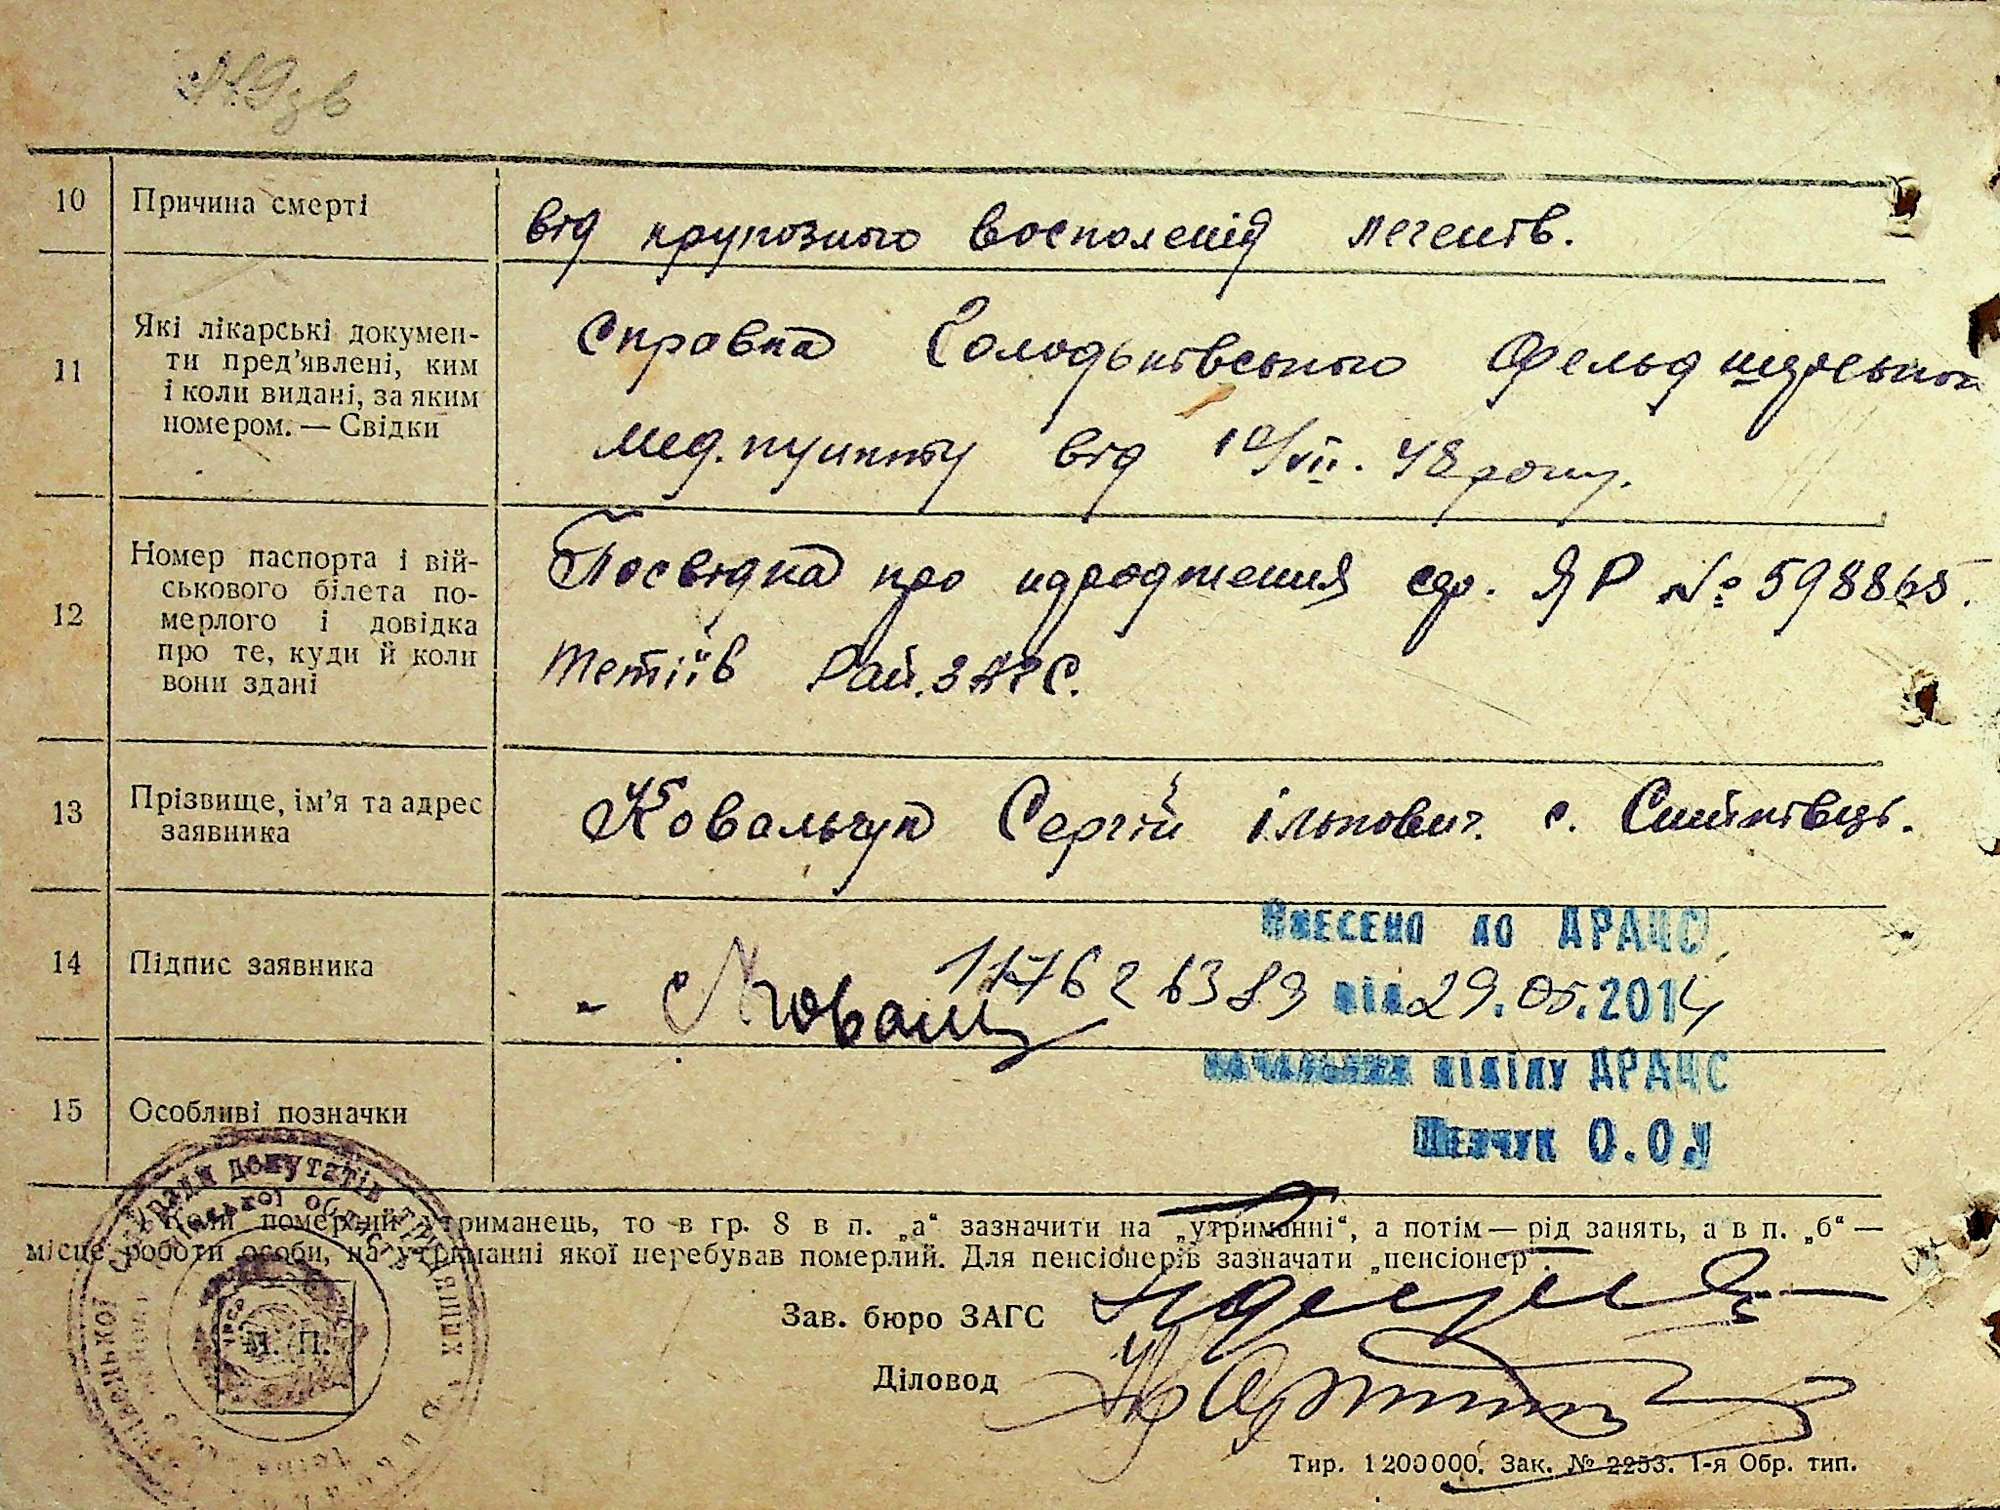 10 Причина смерті
від крупозного восполенія легенів.
11 Які лікарські докумен-
ти пред'явлені, ким
і коли видані, за яким
номером. — Свідки
Справка фельдшерського
мед. пункту від 10/VII. 48 року.
12 Номер паспорта і вій-
ськового білета по-
мерлого і довідка
про те, куди й коли
вони здані
Посвідка про народження сер. ЯР № 598865.
Тетіїв Рай. ЗАГС.
13 Прізвище, ім'я та адрес
заявника
Ковальчук Сергій Ількович. с.
14 Підпис заявника
Внесено до ДРАЦС
від 29.05.2014
Начальник відділу ДРАЦС
Шевчук О.О.
15 Особливі позначки
Коли померлий утриманець, то в гр. 8 в п. „а“ зазначити на „утриманні“, а потім — рід занять, а в п. „б“ —
місце роботи особи, на утриманні якої перебував померлий. Для пенсіонерів зазначати „пенсіонер“.
Зав. бюро ЗАГС
Діловод
М. П.
Тир. 1200000. Зак. № 2253. 1-я Обр. тип.